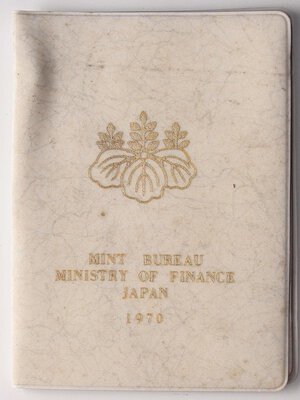 MINT BUREAU
MINISTRY OF FINANCE
JAPAN
1970